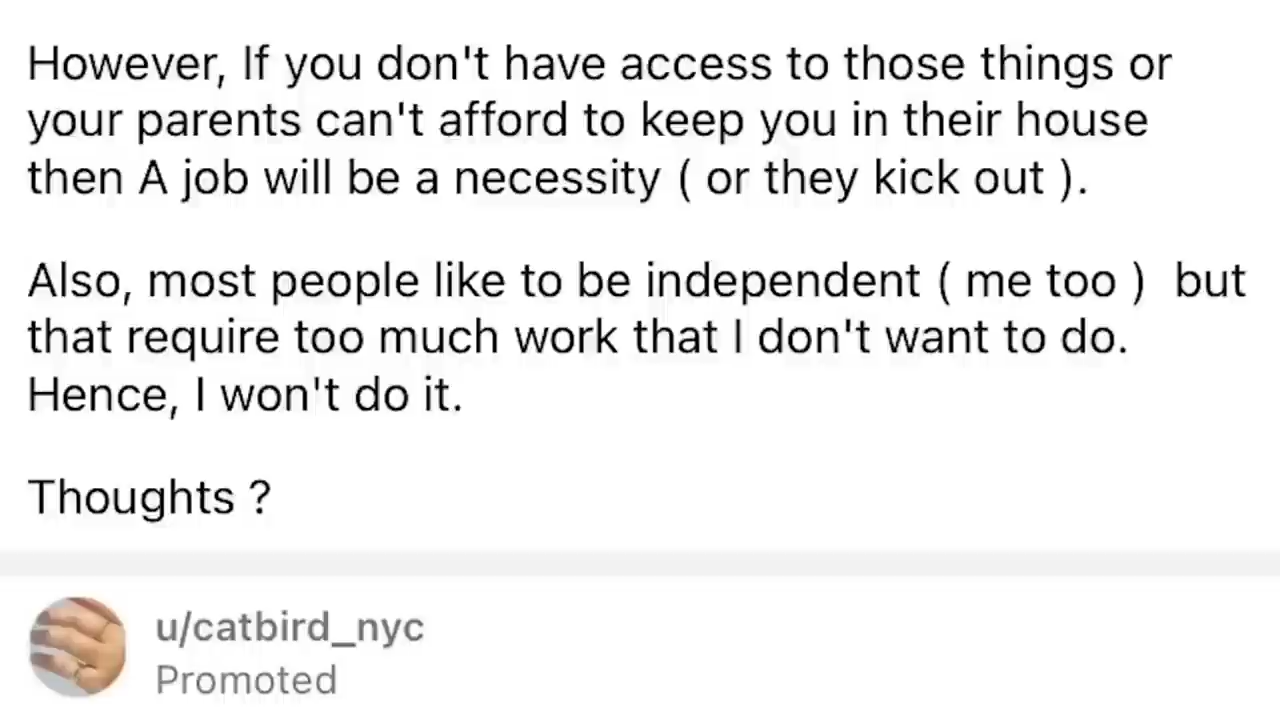 However, If you don't have access to those things or
your parents can't afford to keep you in their house
then A job will be a necessity ( or they kick out ).
Also, most people like to be independent ( me too )  but
that require too much work that I don't want to do.
Hence, I won't do it.
Thoughts ?
u/catbird_nyc
Promoted